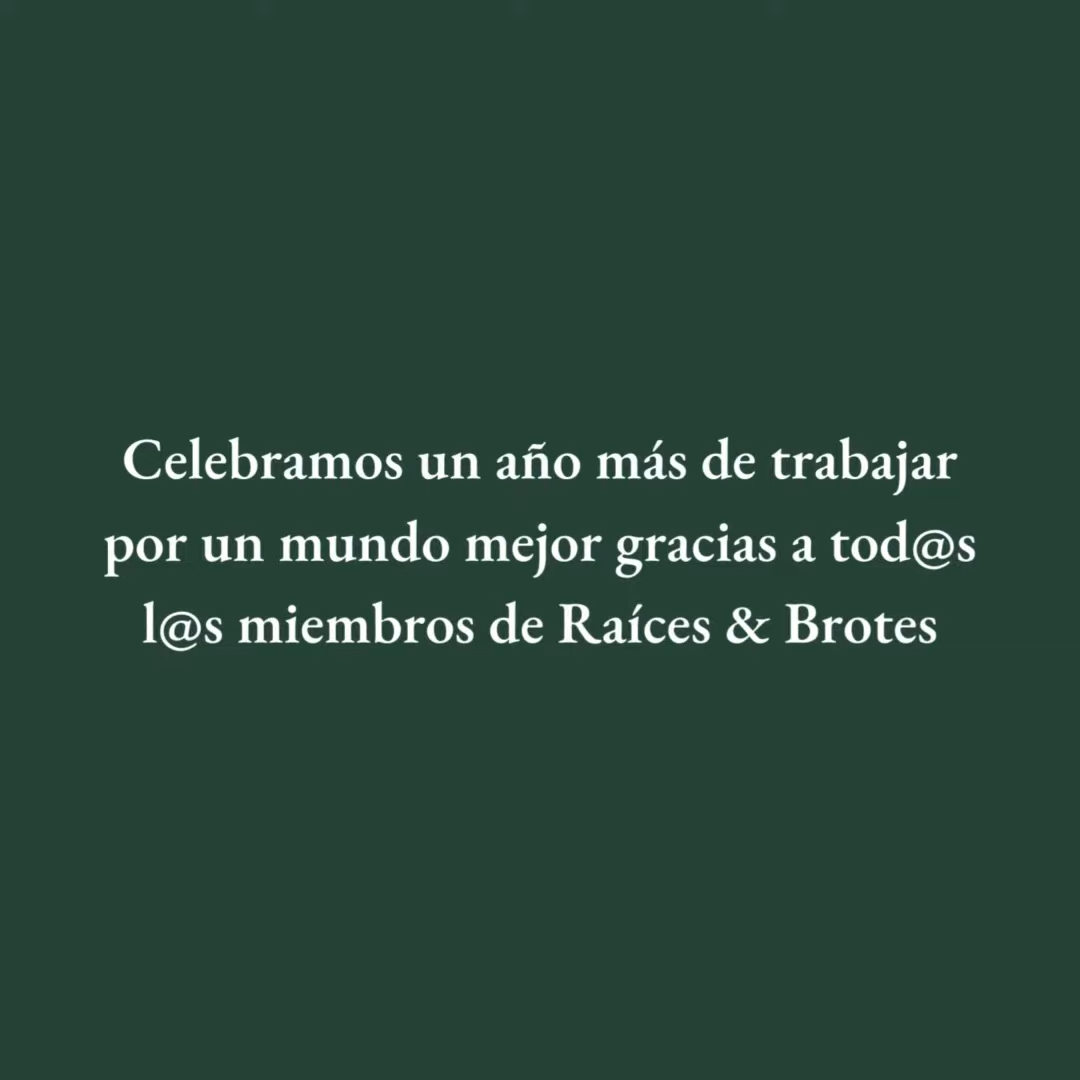 Celebramos un año más de trabajar
por un mundo mejor gracias a tod@s
l@s miembros de Raíces & Brotes